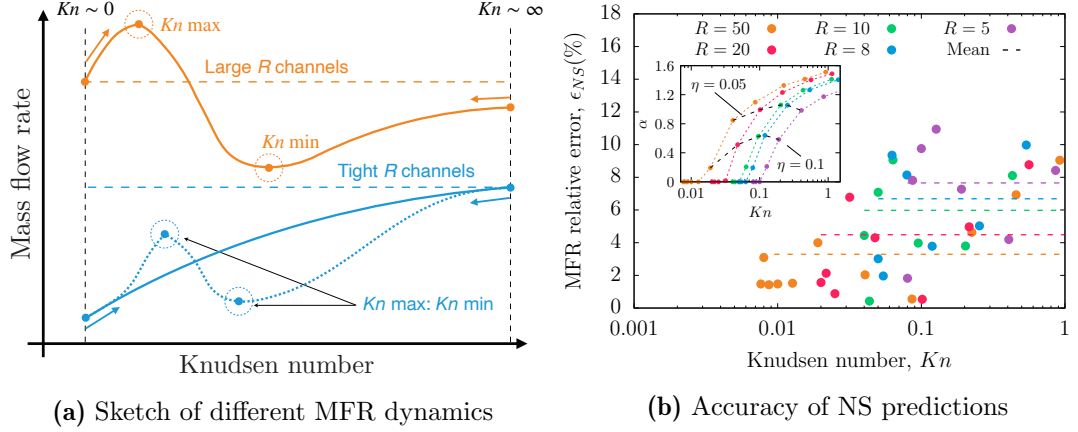 Kn ~ 0
Kn ~ ∞
Kn max
Large R channels
Kn min
Tight R channels
Kn max: Kn min
Mass flow rate
Knudsen number
(a) Sketch of different MFR dynamics
18
16
14
12
10
8
6
4
2
0
MFR relative error, ϵ_NS(%)
R = 50
R = 10
R = 5
R = 20
R = 8
Mean
1.6
1.2
0.8
0.4
0
α
η = 0.05
η = 0.1
0.01
0.1
1
Kn
0.001
0.01
0.1
1
Knudsen number, Kn
(b) Accuracy of NS predictions